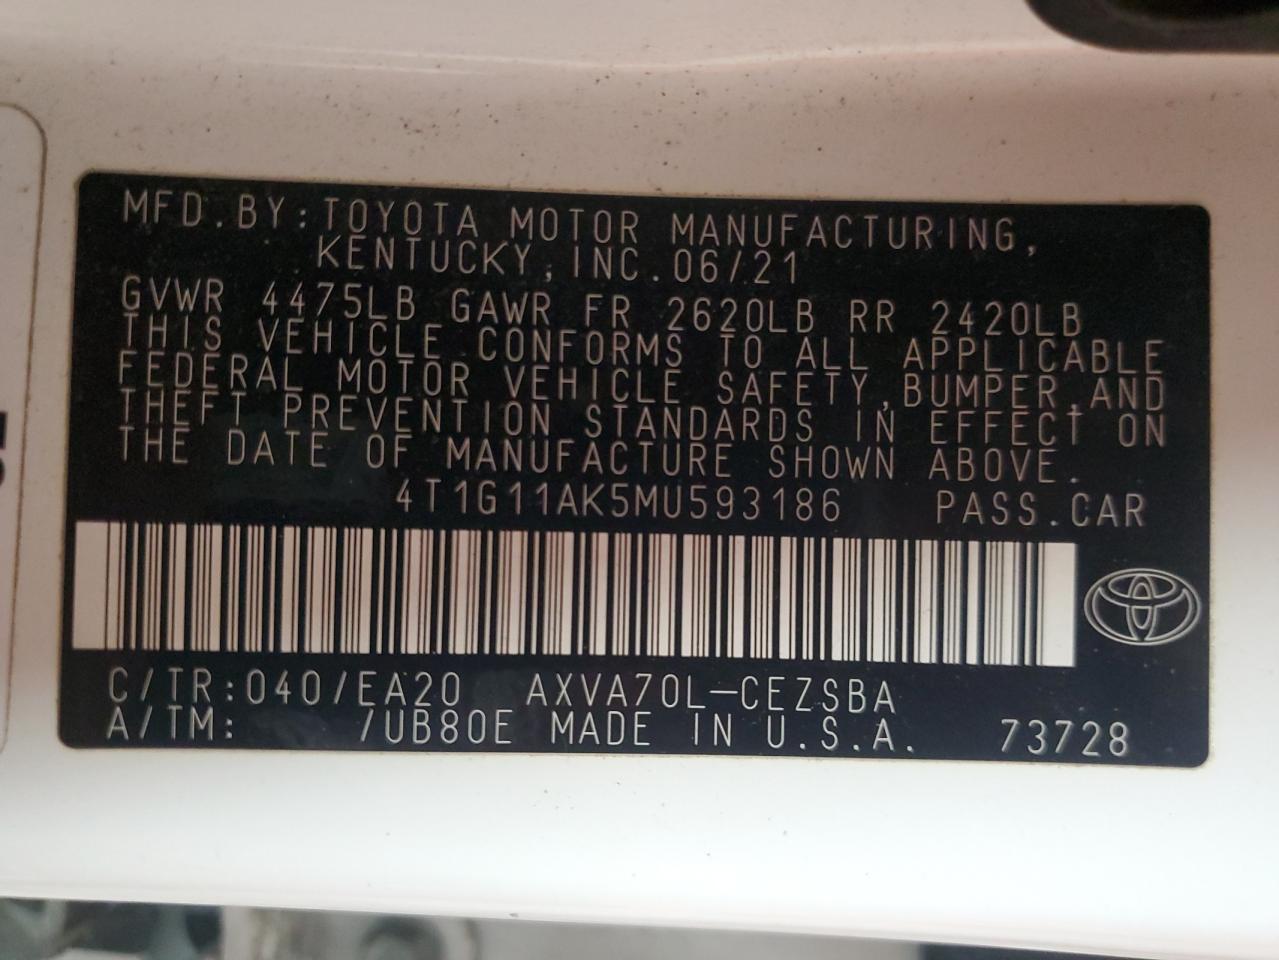 MFD.BY:TOYOTA MOTOR MANUFACTURING,
KENTUCKY, INC. 06/21
GVWR 4475LB GAWR FR 2620LB RR 2420LB
THIS VEHICLE CONFORMS TO ALL APPLICABLE
FEDERAL MOTOR VEHICLE SAFETY,BUMPER,AND
THEFT PREVENTION STANDARDS IN EFFECT ON
THE DATE OF MANUFACTURE SHOWN ABOVE.
4T1G11AK5MU593186 PASS.CAR
C/TR:040/EA20 AXVA70L-CEZSBA
A/TM: /UB80E MADE IN U.S.A. 73728